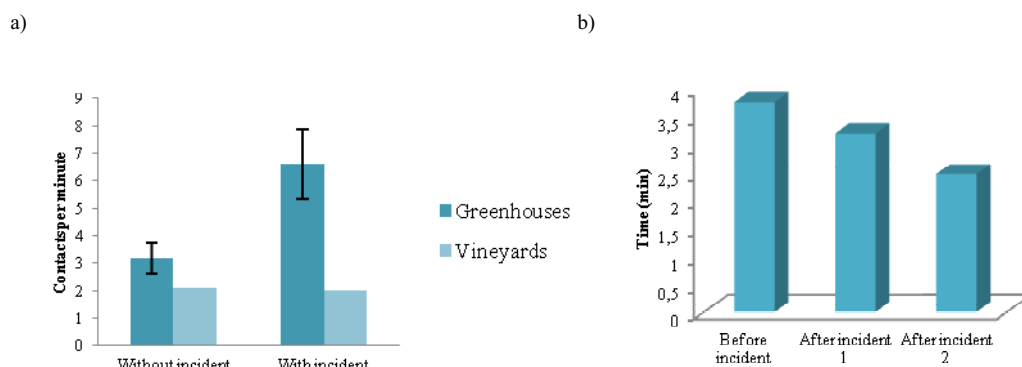 a)
b)
Contactsper minute
9
8
7
6
5
4
3
2
1
0
Without incident
With incident
Greenhouses
Vineyards
Time (min)
4
3,5
3
2,5
2
1,5
1
0,5
0
Before
incident
After incident
1
After incident
2